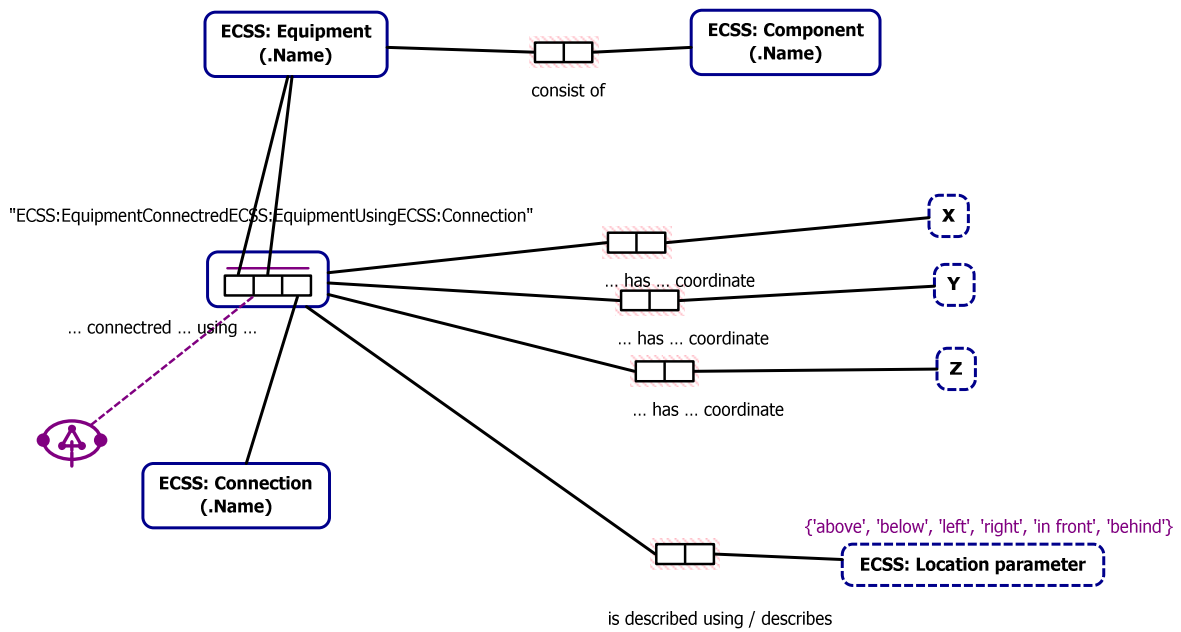 ECSS: Equipment
(.Name)
ECSS: Component
(.Name)
consist of
"ECSS:EquipmentConnectredECSS:EquipmentUsingECSS:Connection"
X
... has ... coordinate
Y
... connectred ... using ...
... has ... coordinate
Z
... has ... coordinate
ECSS: Connection
(.Name)
{'above', 'below', 'left', 'right', 'in front', 'behind'}
ECSS: Location parameter
is described using / describes